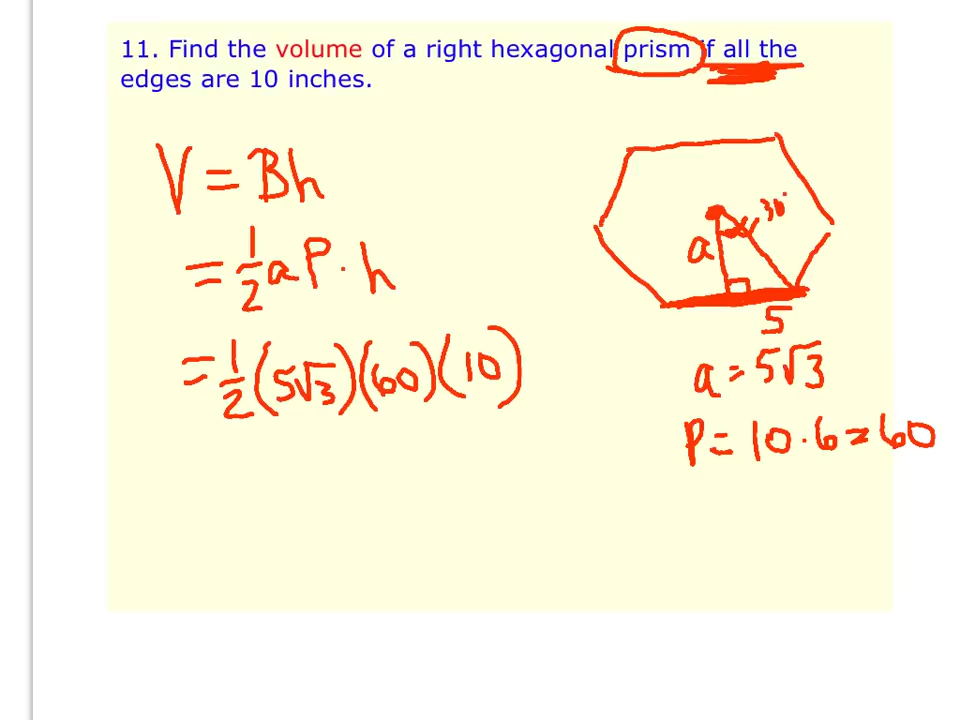 11. Find the volume of a right hexagonal prism if all the
edges are 10 inches.
V = Bh
= 1/2 a P · h
= 1/2 (5√3)(60)(10)
30°
a
5
a = 5√3
P = 10 · 6 = 60